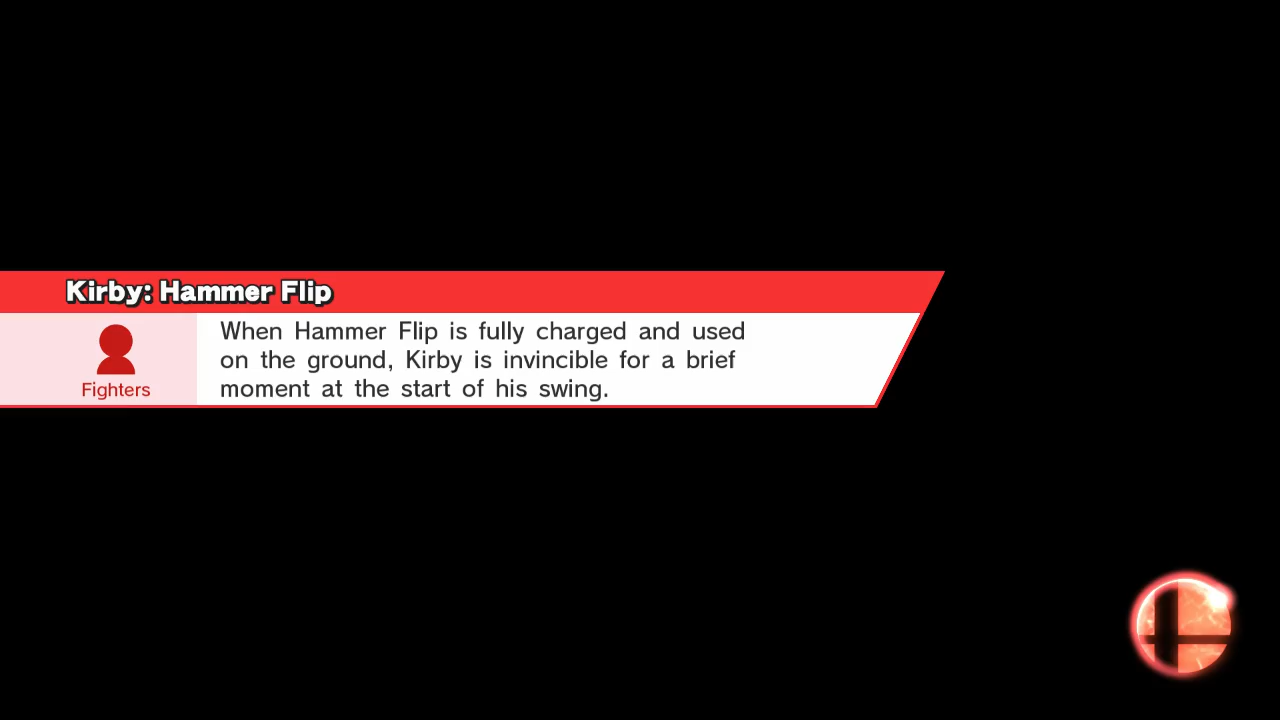 Kirby: Hammer Flip
Fighters
When Hammer Flip is fully charged and used
on the ground, Kirby is invincible for a brief
moment at the start of his swing.